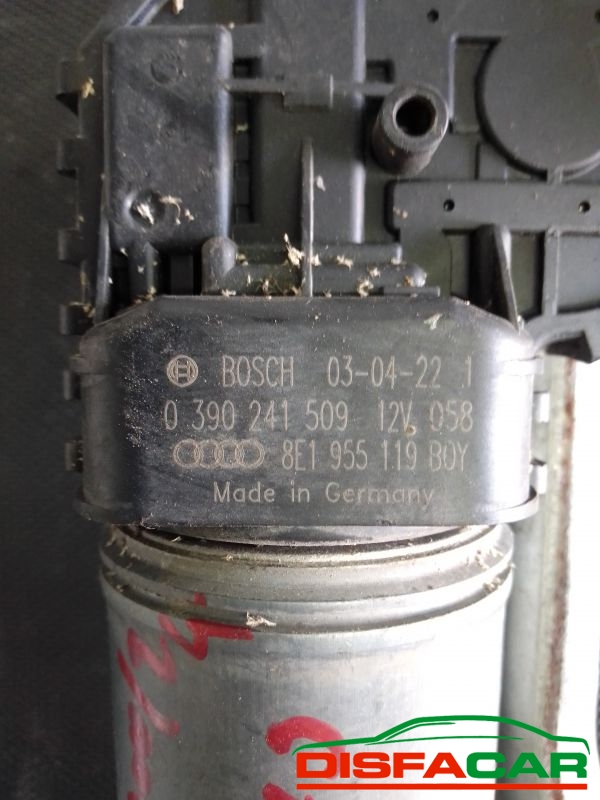 BOSCH 03-04-22 1
0 390 241 509 12V 058
8E1 955 119 BOY
Made in Germany
DISFACAR